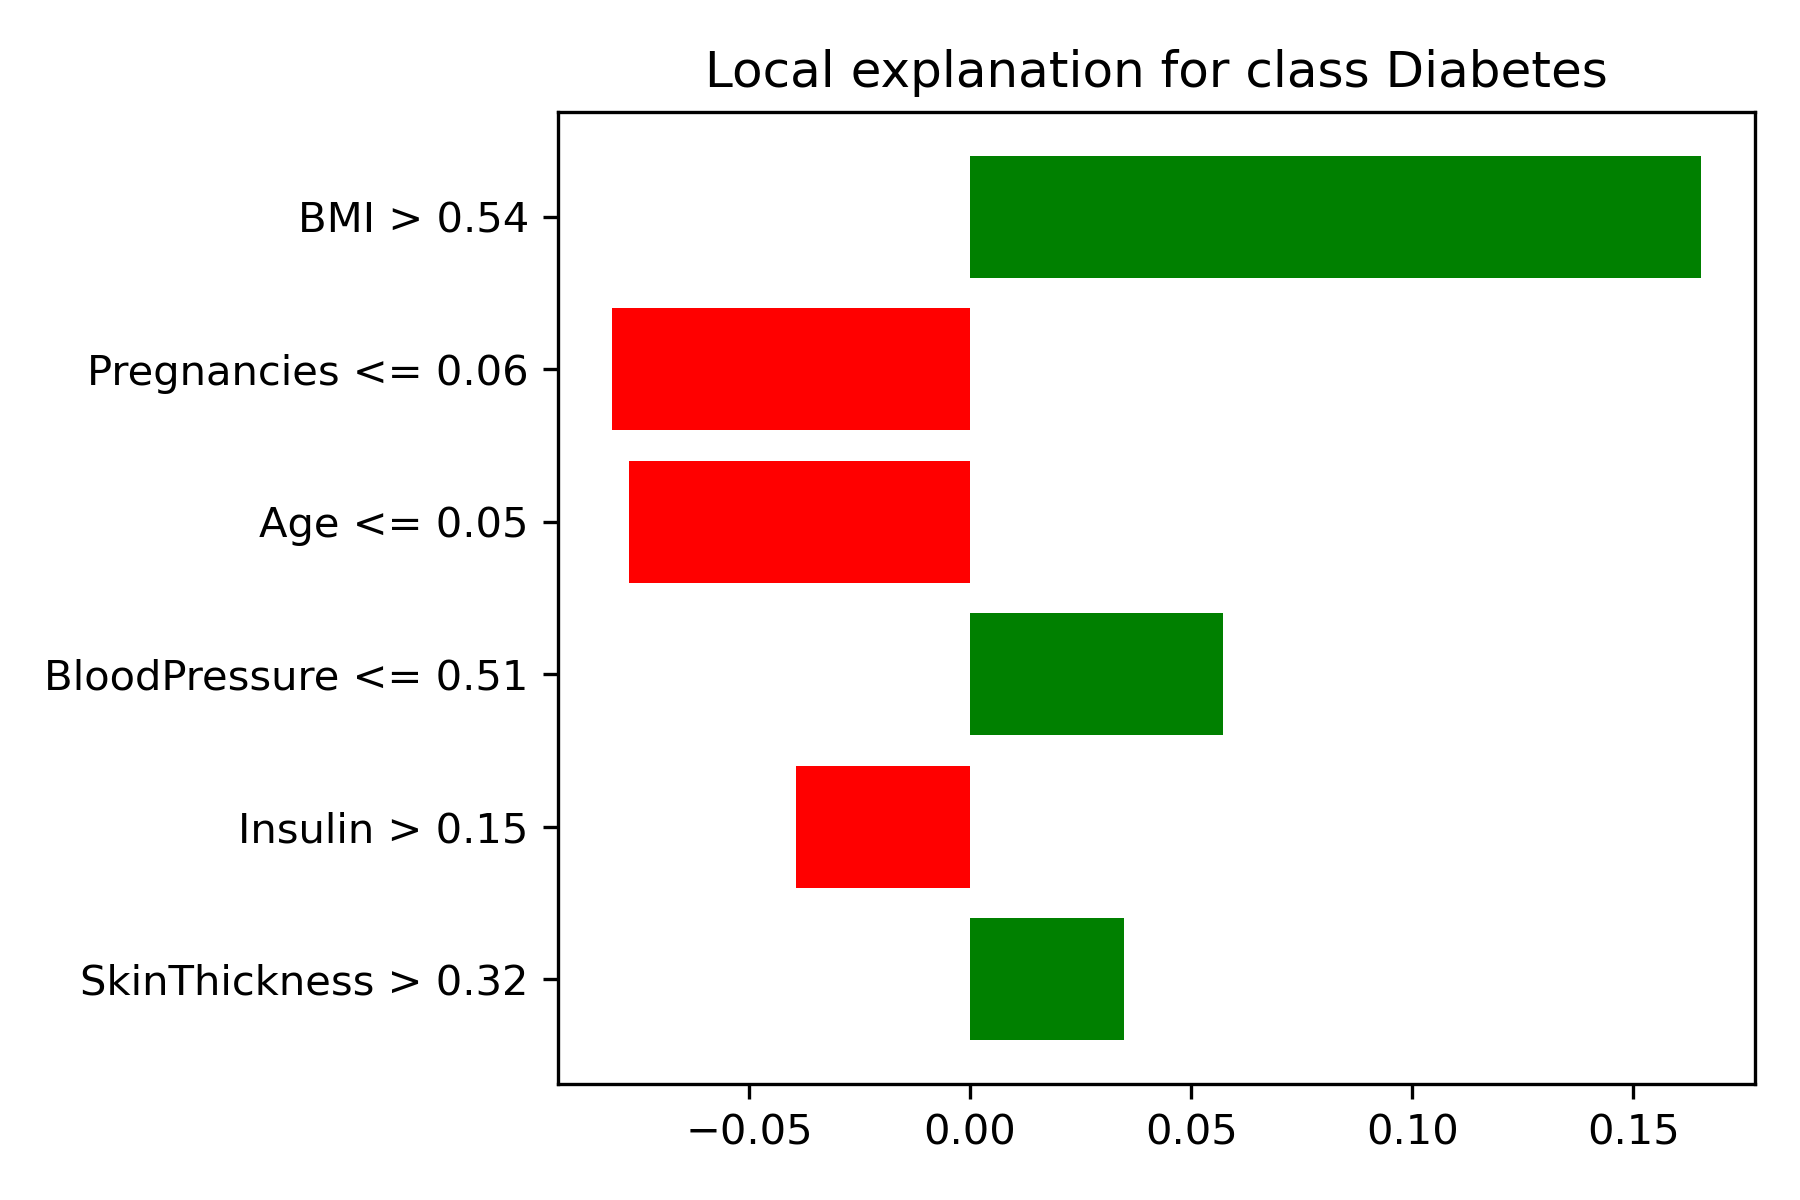 Local explanation for class Diabetes
BMI > 0.54
Pregnancies <= 0.06
Age <= 0.05
BloodPressure <= 0.51
Insulin > 0.15
SkinThickness > 0.32
−0.05 0.00 0.05 0.10 0.15